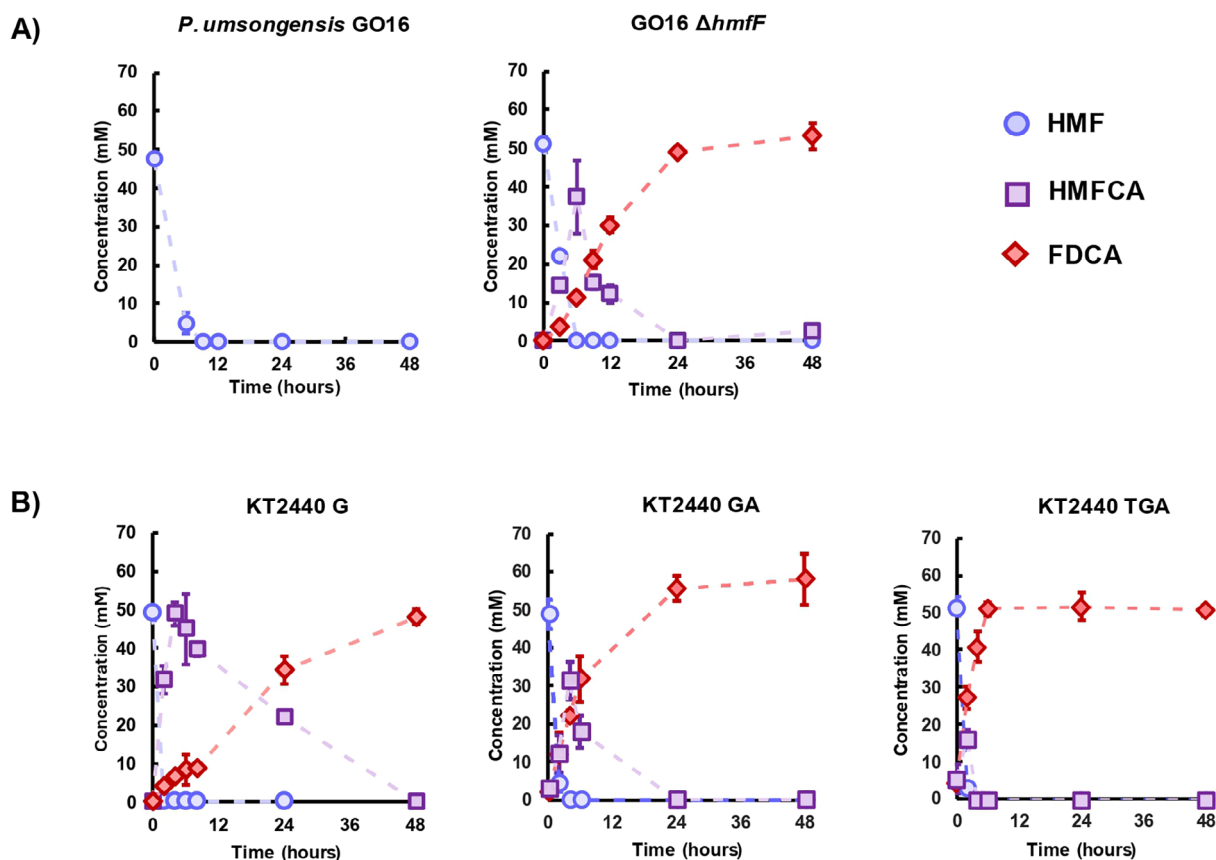 A)
P. umsongensis GO16
GO16 ΔhmfF
Concentration (mM)
70
60
50
40
30
20
10
0
0 12 24 36 48
Time (hours)
Concentration (mM)
70
60
50
40
30
20
10
0
0 12 24 36 48
Time (hours)
HMF
HMFCA
FDCA
B)
KT2440 G
KT2440 GA
KT2440 TGA
Concentration (mM)
70
60
50
40
30
20
10
0
0 12 24 36 48
Time (hours)
Concentration (mM)
70
60
50
40
30
20
10
0
0 12 24 36 48
Time (hours)
Concentration (mM)
70
60
50
40
30
20
10
0
0 12 24 36 48
Time (hours)